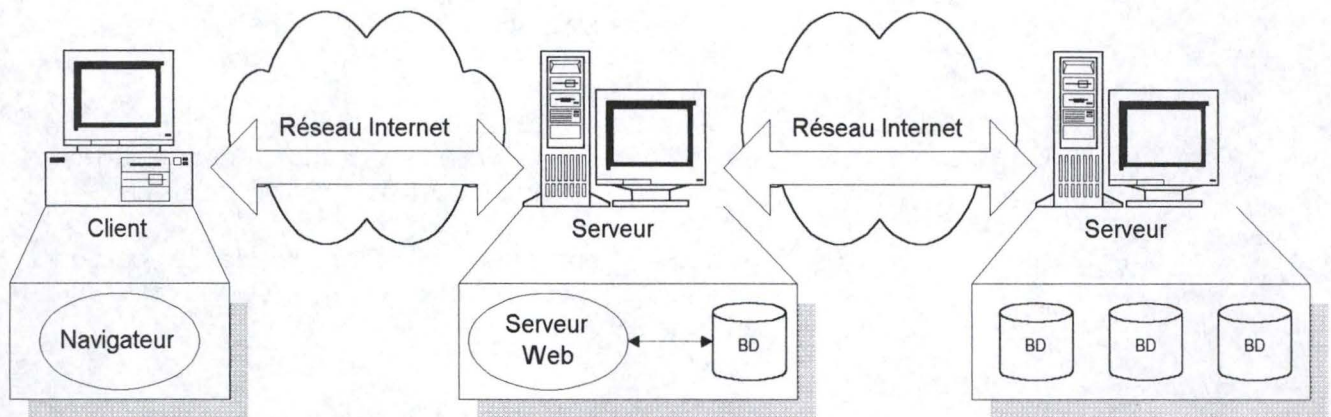 Réseau Internet
Réseau Internet
Client
Serveur
Serveur
Navigateur
Serveur
Web
BD
BD
BD
BD